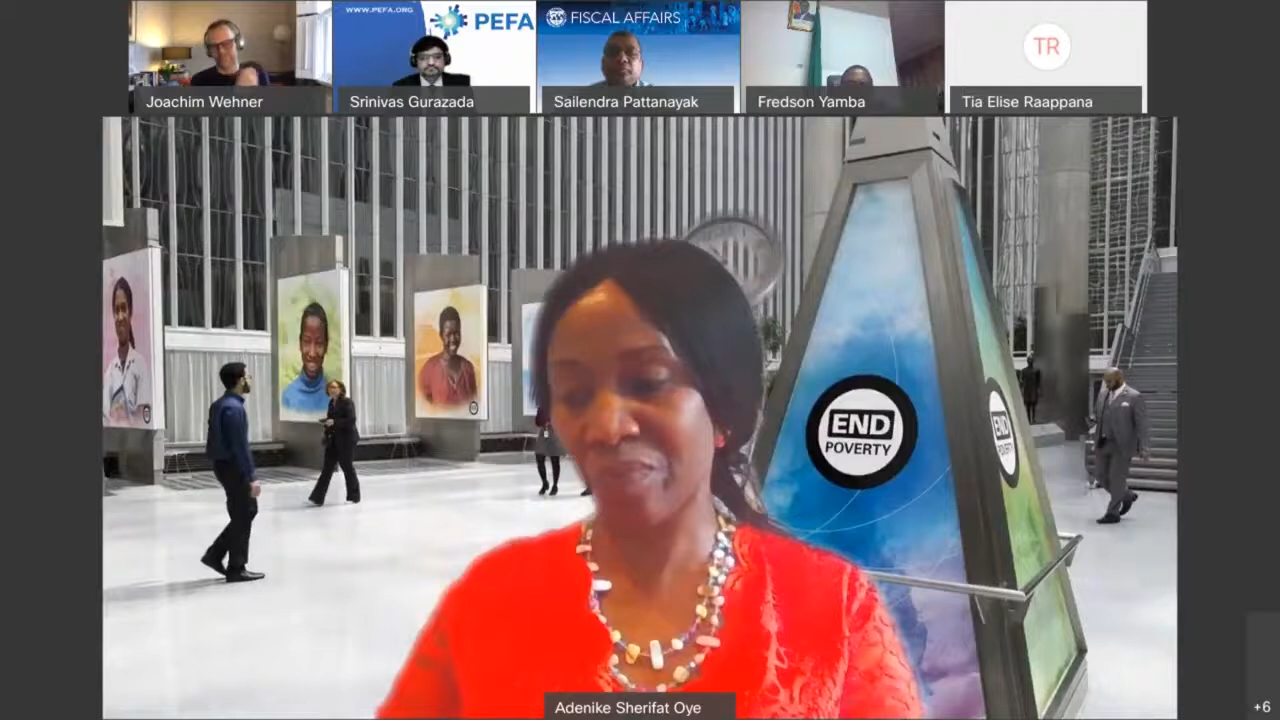 WWW.PEFA.ORG
PEFA
FISCAL AFFAIRS
TR
Joachim Wehner
Srinivas Gurazada
Sailendra Pattanayak
Fredson Yamba
Tia Elise Raappana
END
POVERTY
END
POVERTY
Adenike Sherifat Oye
+6